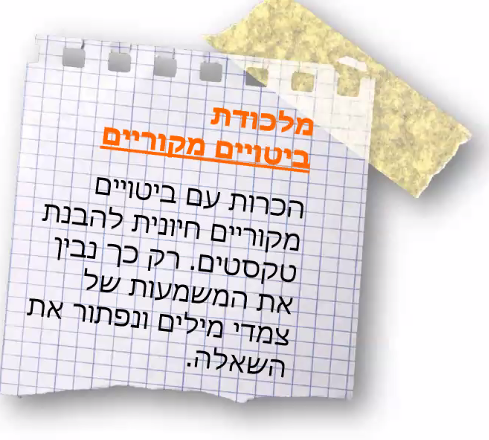 מלכודת
ביטויים מקוריים
הכרות עם ביטויים
מקוריים חיונית להבנת
טקסטים. רק כך נבין
את המשמעות של
צמדי מילים ונפתור את
השאלה.